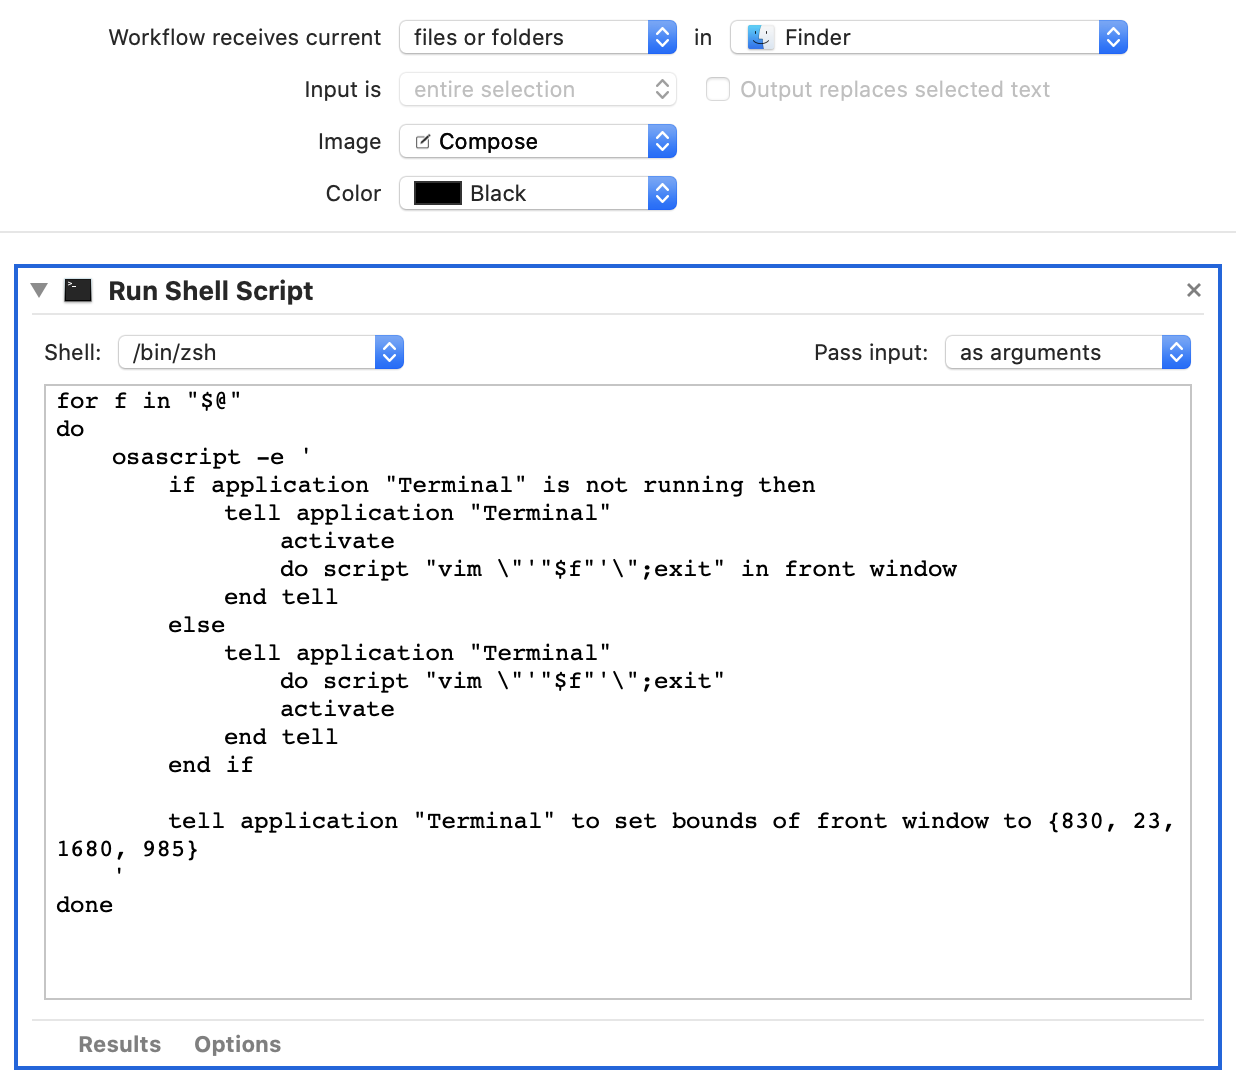 Workflow receives current files or folders in Finder
Input is entire selection Output replaces selected text
Image Compose
Color Black
Run Shell Script
Shell: /bin/zsh Pass input: as arguments
for f in "$@"
do
    osascript -e '
        if application "Terminal" is not running then
            tell application "Terminal"
                activate
                do script "vim \"'"$f"'\";exit" in front window
            end tell
        else
            tell application "Terminal"
                do script "vim \"'"$f"'\";exit"
                activate
            end tell
        end if

        tell application "Terminal" to set bounds of front window to {830, 23,
1680, 985}
    '
done
Results Options